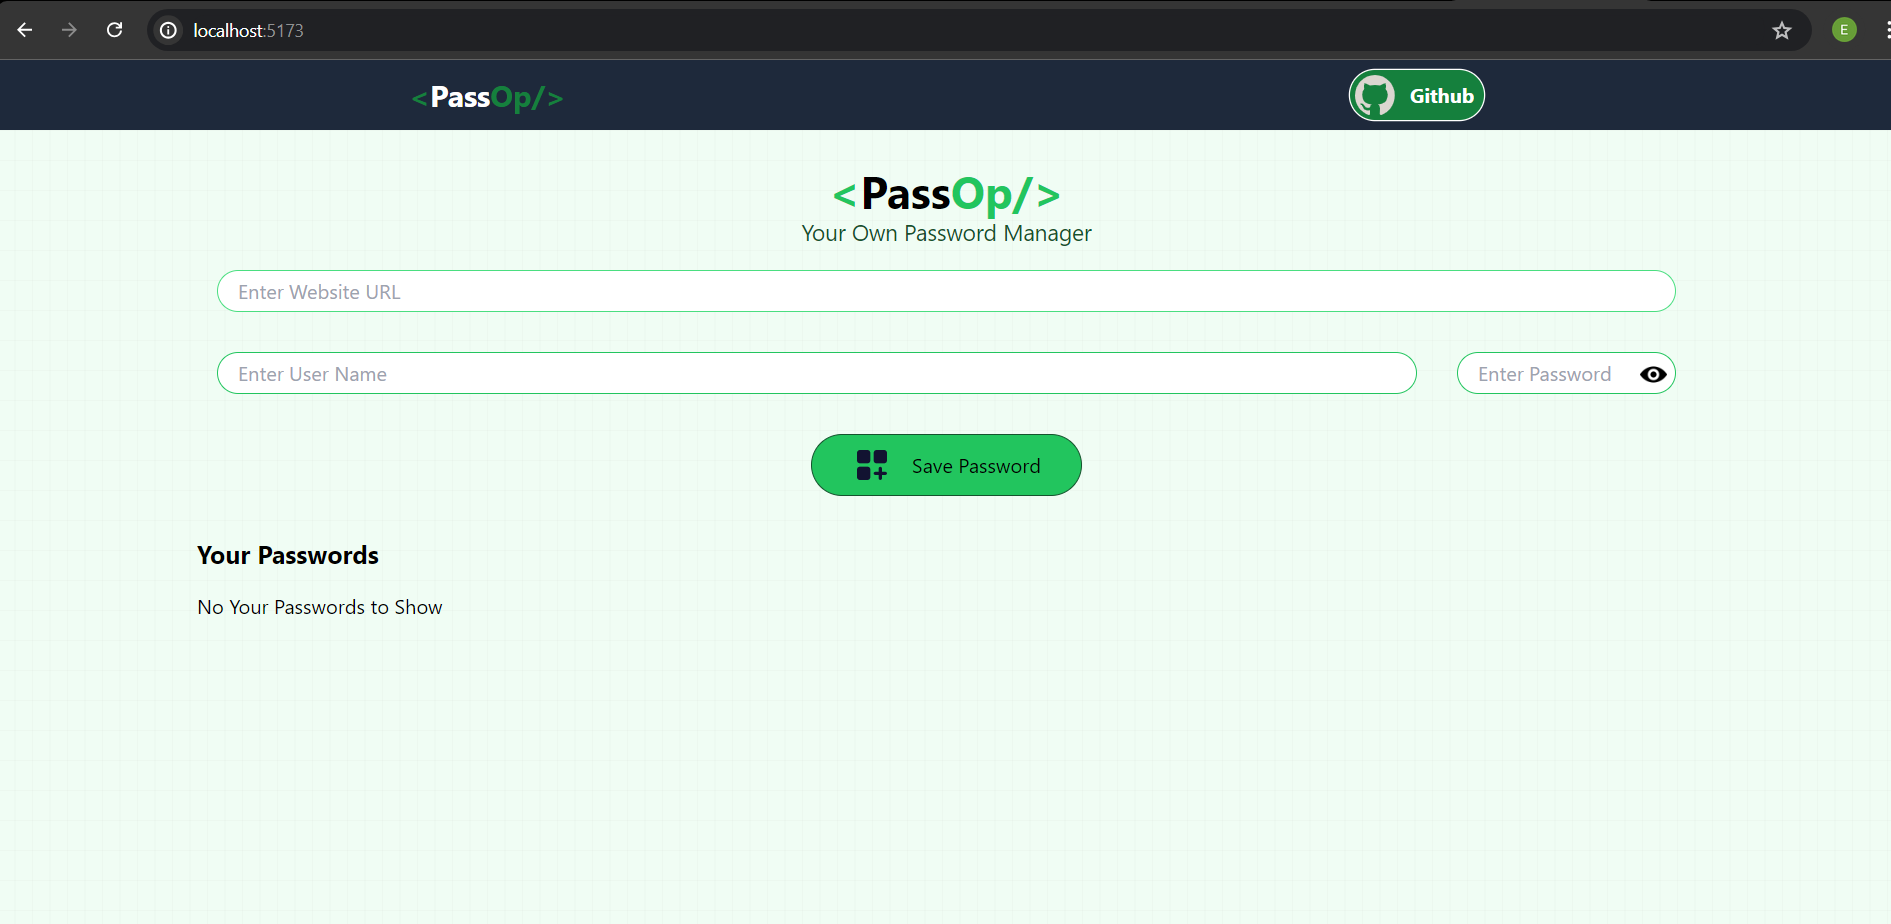 localhost:5173
<PassOp/>
Github
<PassOp/>
Your Own Password Manager
Enter Website URL
Enter User Name
Enter Password
Save Password
Your Passwords
No Your Passwords to Show
E